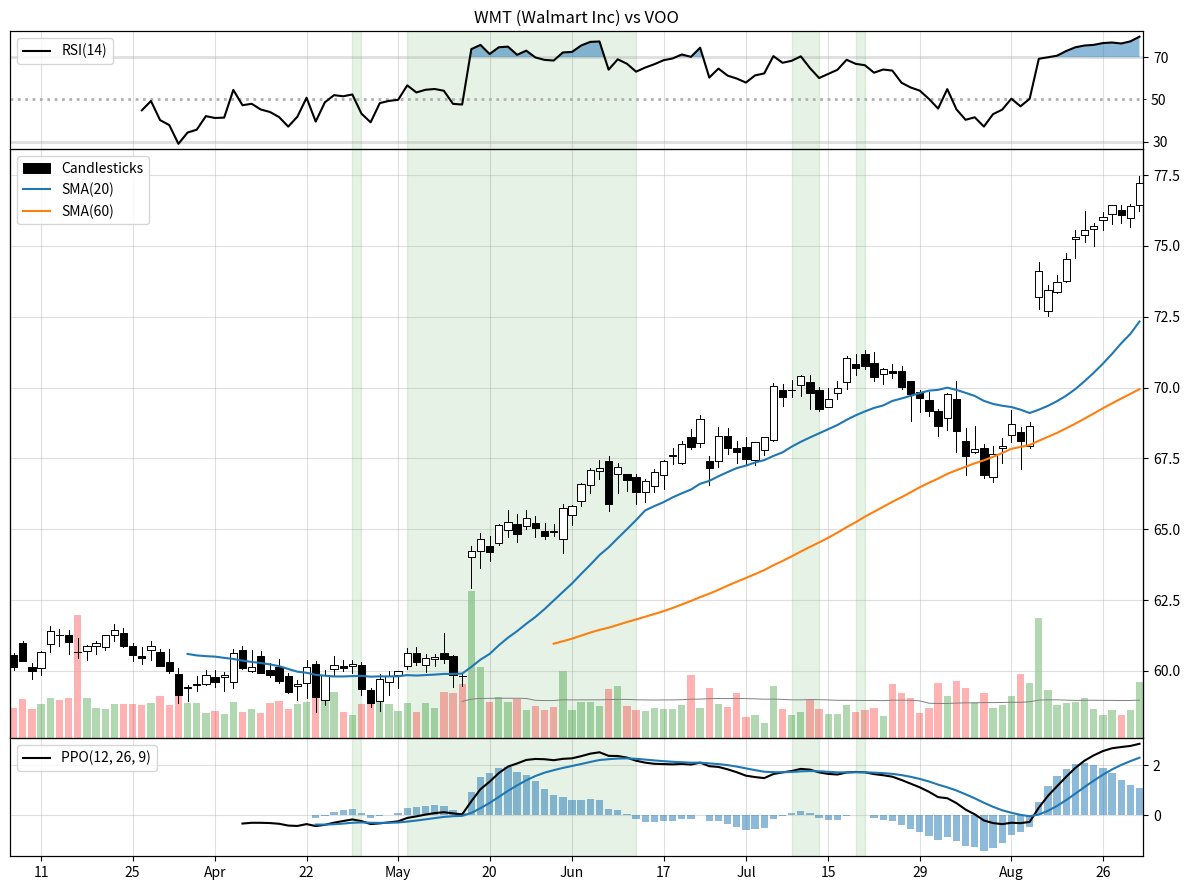 WMT (Walmart Inc) vs VOO
RSI(14)
70
50
30
Candlesticks
SMA(20)
SMA(60)
77.5
75.0
72.5
70.0
67.5
65.0
62.5
60.0
PPO(12, 26, 9)
2
0
11 25 Apr 22 May 20 Jun 17 Jul 15 29 Aug 26